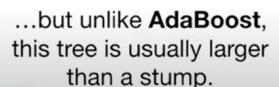 ...but unlike AdaBoost,
this tree is usually larger
than a stump.